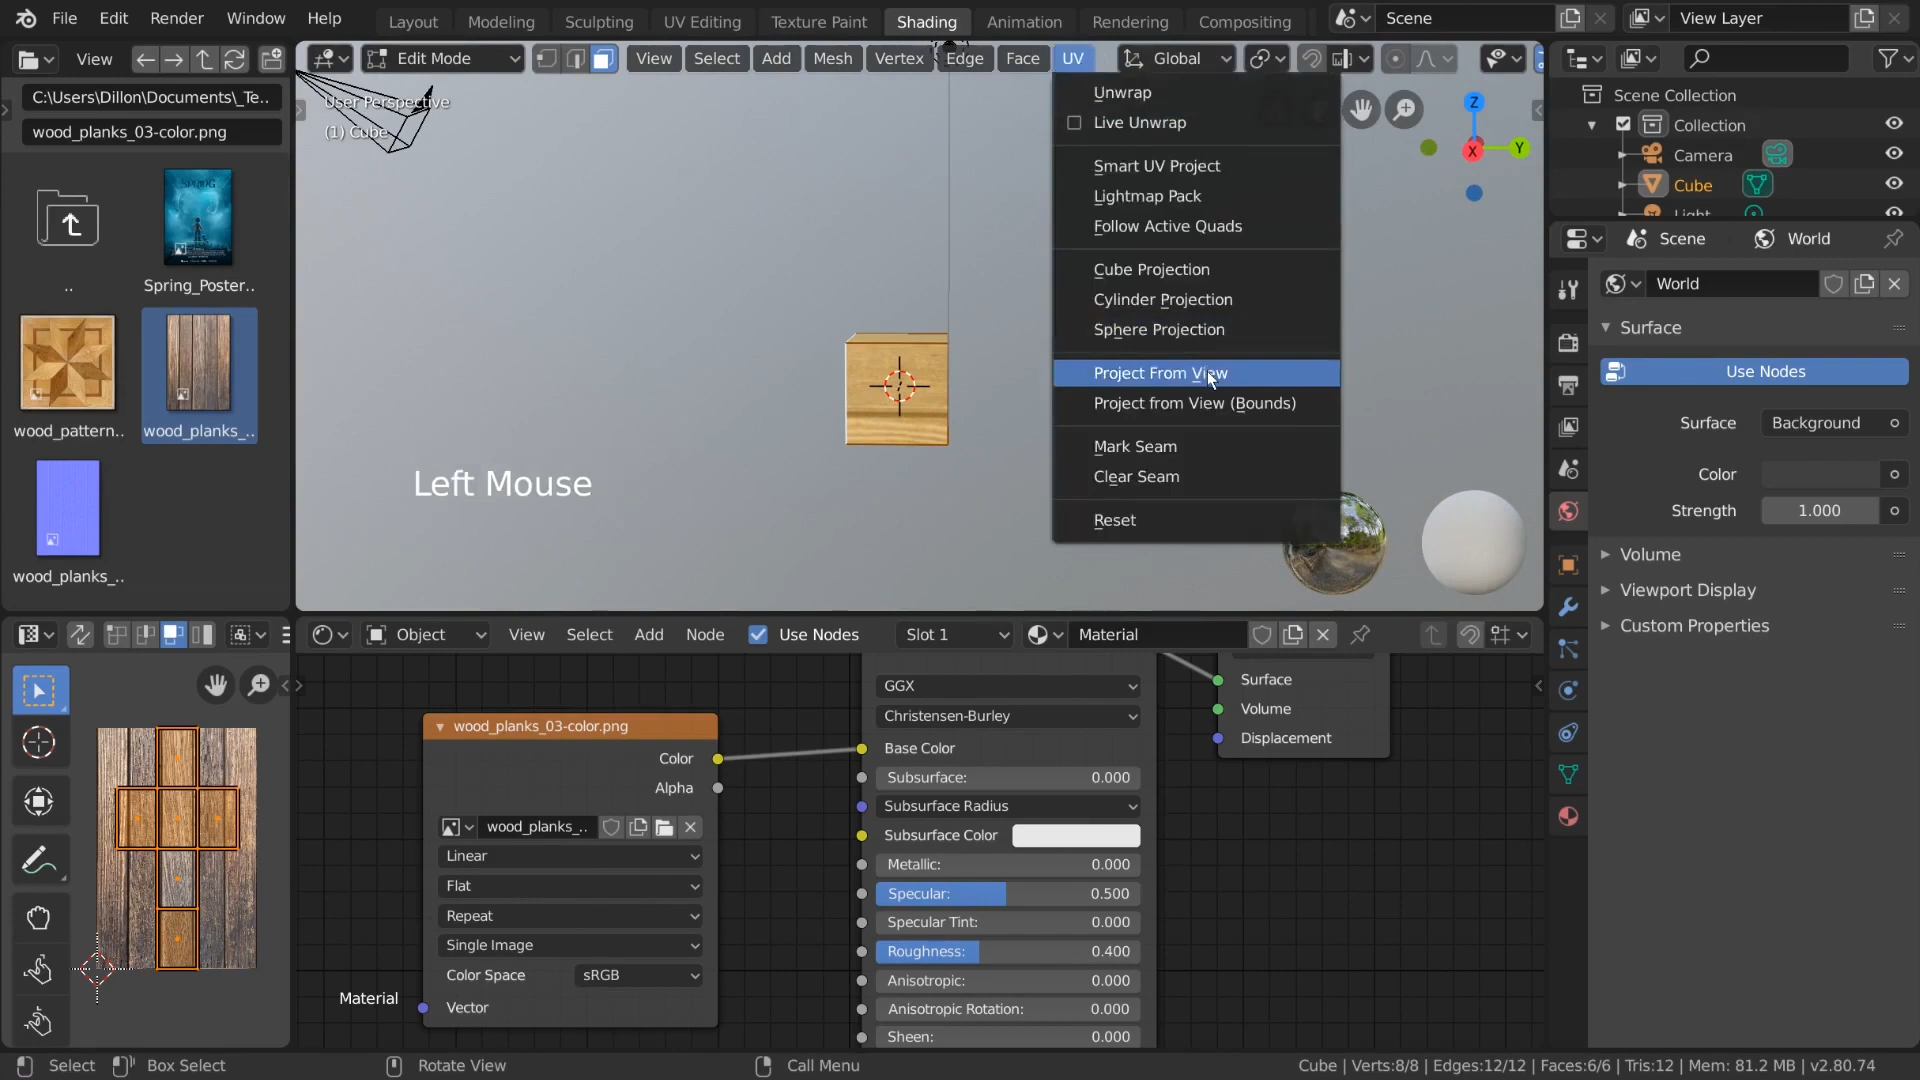 File Edit Render Window Help
Layout Modeling Sculpting UV Editing Texture Paint Shading Animation Rendering Compositing
Scene
View Layer
View
C:\Users\Dillon\Documents\_Te..
wood_planks_03-color.png
..
Spring_Poster..
wood_pattern..
wood_planks_..
wood_planks_..
Edit Mode
View Select Add Mesh Vertex Edge Face UV
Global
User Perspective
(1) Cube
Left Mouse
Unwrap
Live Unwrap
Smart UV Project
Lightmap Pack
Follow Active Quads
Cube Projection
Cylinder Projection
Sphere Projection
Project From View
Project from View (Bounds)
Mark Seam
Clear Seam
Reset
Z
X
Y
Scene Collection
Collection
Camera
Cube
Light
Scene World
World
Surface
Use Nodes
Surface Background
Color
Strength 1.000
Volume
Viewport Display
Custom Properties
Object View Select Add Node Use Nodes Slot 1 Material
wood_planks_03-color.png
Color
Alpha
wood_planks_..
Linear
Flat
Repeat
Single Image
Color Space sRGB
Vector
Material
GGX
Christensen-Burley
Base Color
Subsurface: 0.000
Subsurface Radius
Subsurface Color
Metallic: 0.000
Specular: 0.500
Specular Tint: 0.000
Roughness: 0.400
Anisotropic: 0.000
Anisotropic Rotation: 0.000
Sheen: 0.000
Surface
Volume
Displacement
Select Box Select Rotate View Call Menu
Cube | Verts:8/8 | Edges:12/12 | Faces:6/6 | Tris:12 | Mem: 81.2 MB | v2.80.74